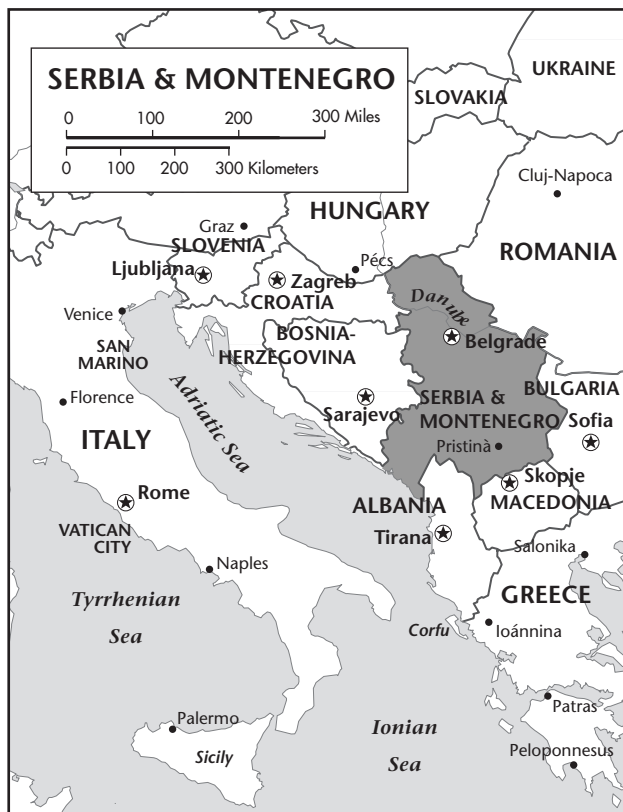 SERBIA & MONTENEGRO
0 100 200 300 Miles
0 100 200 300 Kilometers
UKRAINE
SLOVAKIA
Cluj-Napoca
HUNGARY
ROMANIA
Graz
SLOVENIA
Ljubljana
Pécs
Zagreb
CROATIA
Danube
Venice
BOSNIA-
HERZEGOVINA
Belgrade
SAN
MARINO
Florence
Adriatic Sea
Sarajevo
SERBIA &
MONTENEGRO
BULGARIA
Sofia
ITALY
Pristinà
Rome
Skopje
MACEDONIA
ALBANIA
Tirana
VATICAN
CITY
Naples
Salonika
Tyrrhenian
Sea
GREECE
Corfu
Ioánnina
Palermo
Sicily
Ionian
Sea
Patras
Peloponnesus